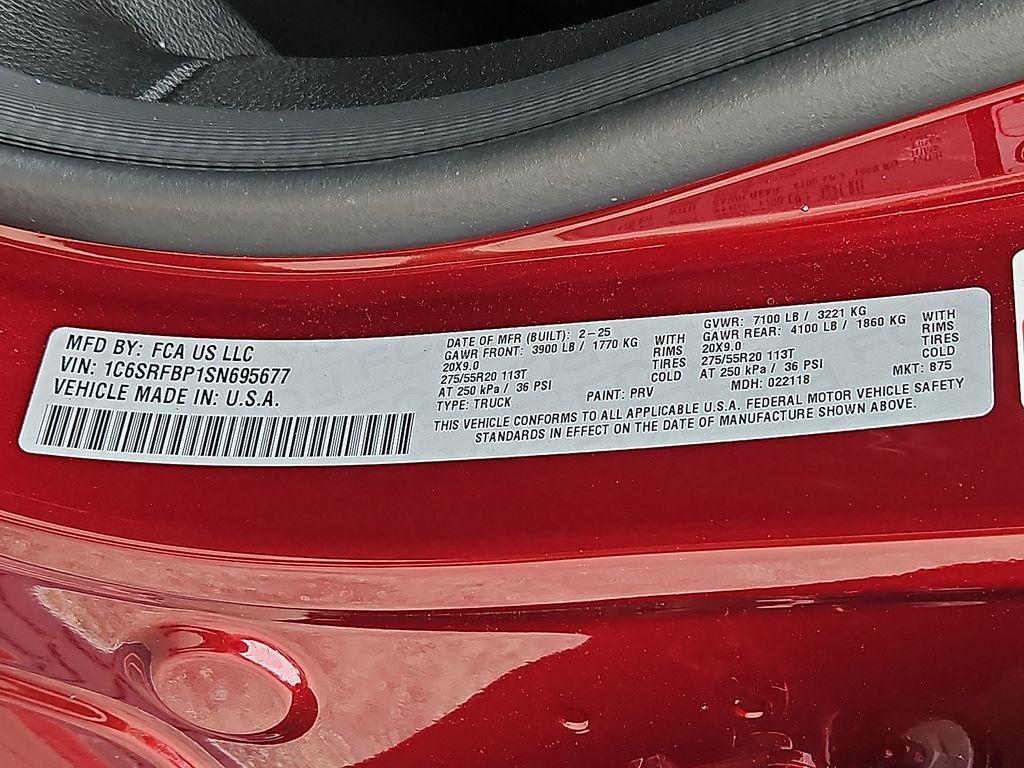 MFD BY: FCA US LLC
VIN: 1C6SRFBP1SN695677
VEHICLE MADE IN: U.S.A.
DATE OF MFR (BUILT): 2-25
GAWR FRONT: 3900 LB / 1770 KG WITH
20X9.0 RIMS
275/55R20 113T TIRES
AT 250 kPa / 36 PSI COLD
TYPE: TRUCK
PAINT: PRV
GVWR: 7100 LB / 3221 KG
GAWR REAR: 4100 LB / 1860 KG WITH
20X9.0 RIMS
275/55R20 113T TIRES
AT 250 kPa / 36 PSI COLD
MDH: 022118
MKT: 875
THIS VEHICLE CONFORMS TO ALL APPLICABLE U.S.A. FEDERAL MOTOR VEHICLE SAFETY
STANDARDS IN EFFECT ON THE DATE OF MANUFACTURE SHOWN ABOVE.